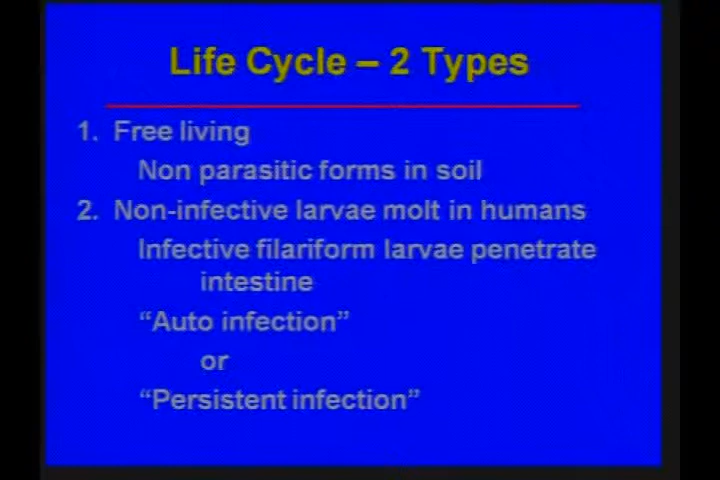 Life Cycle – 2 Types
1. Free living
Non parasitic forms in soil
2. Non-infective larvae molt in humans
Infective filariform larvae penetrate
intestine
“Auto infection”
or
“Persistent infection”